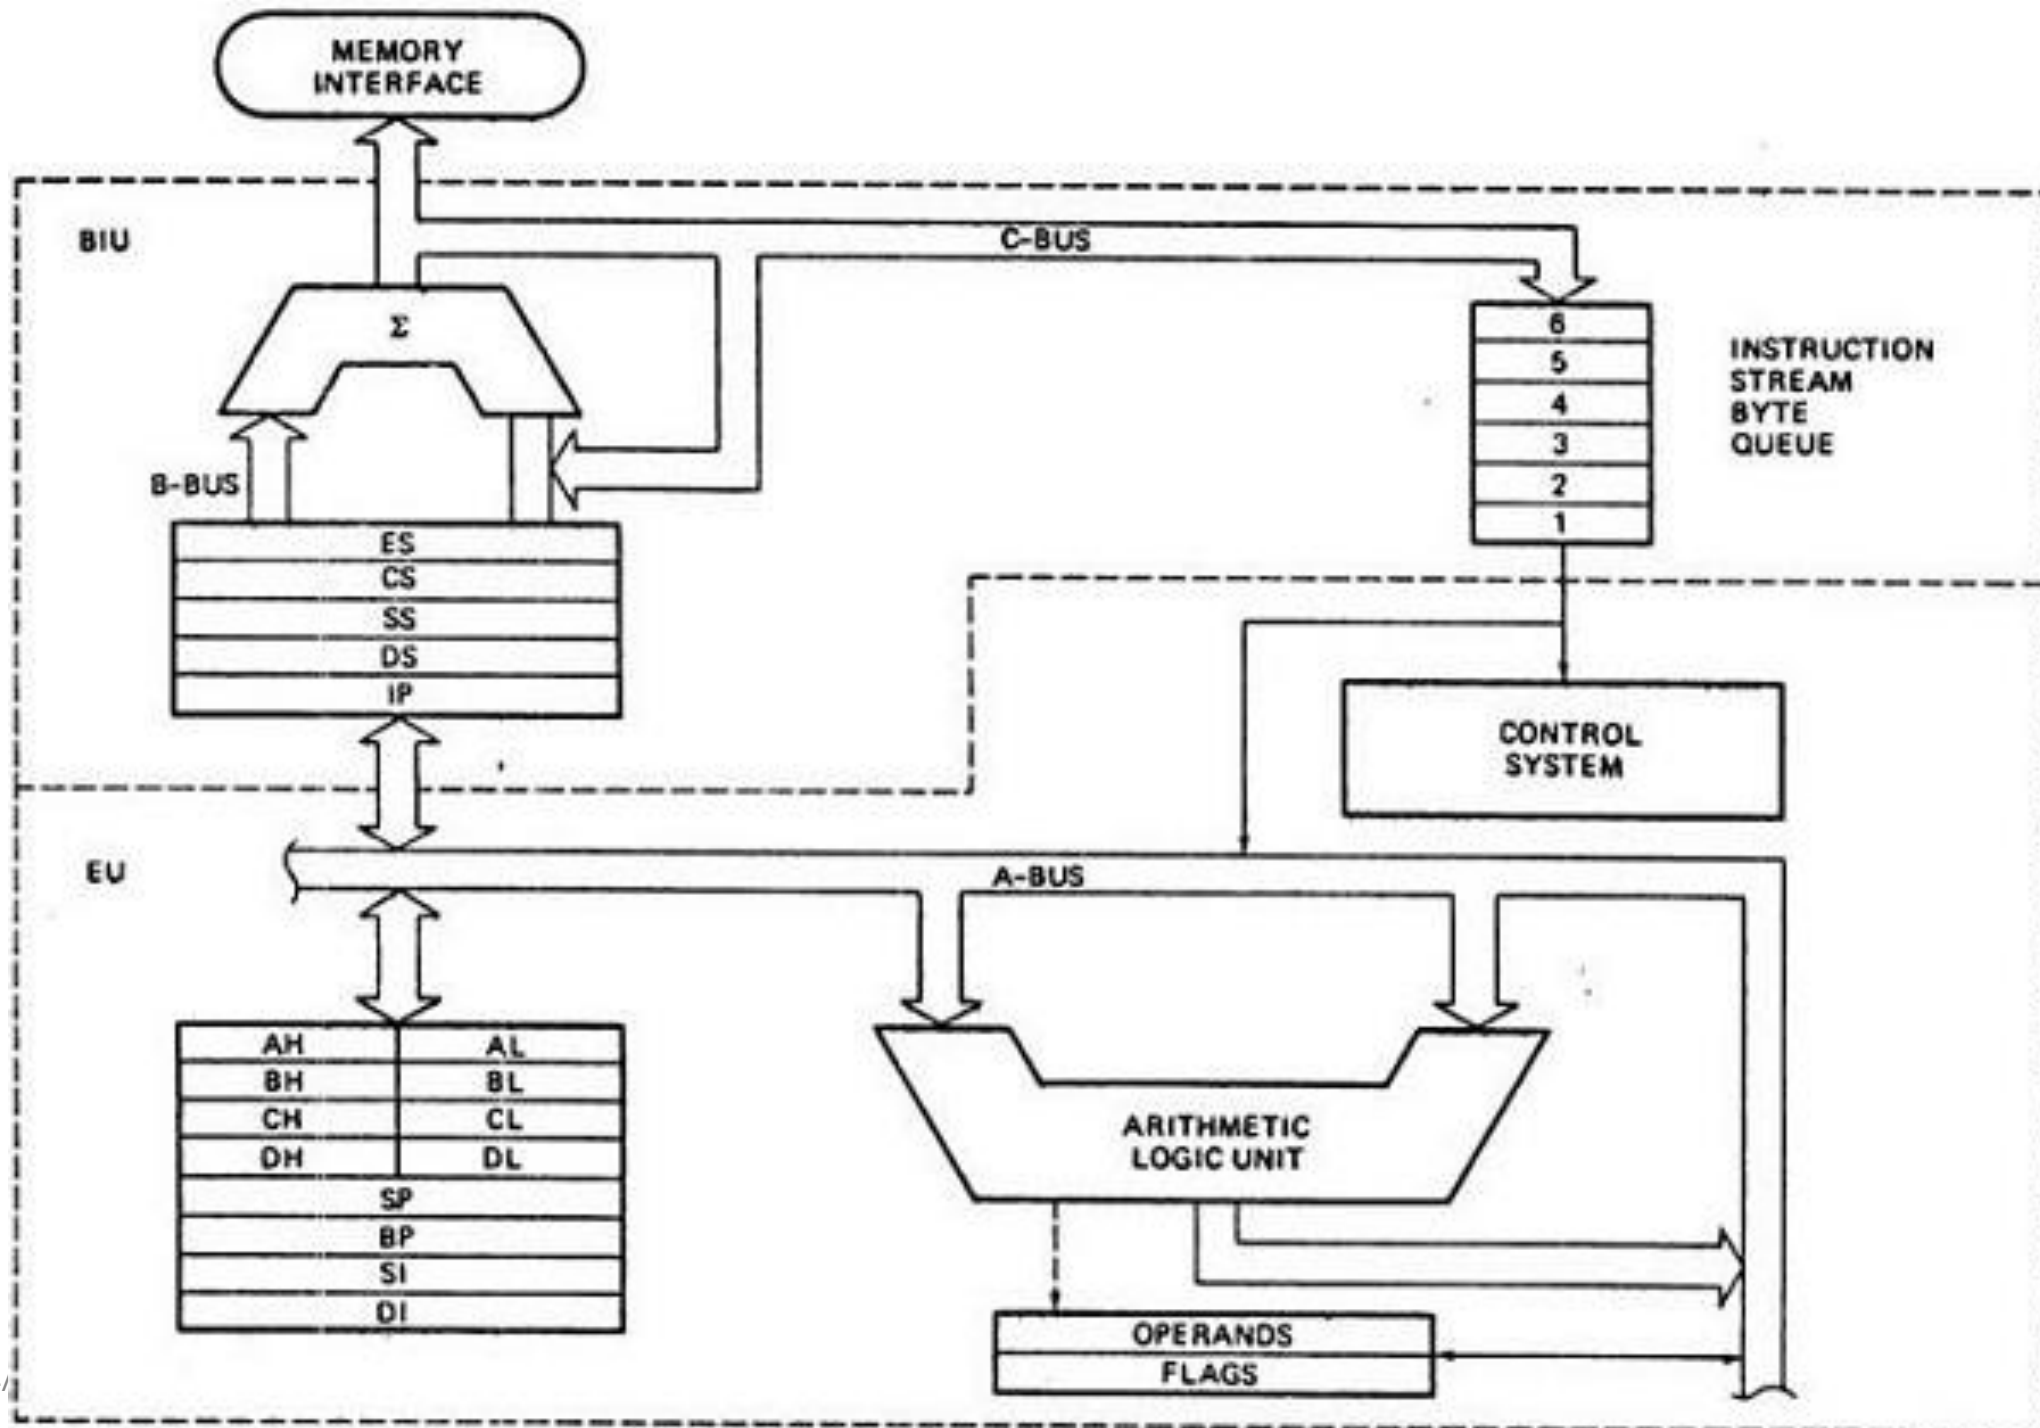 MEMORY
INTERFACE
BIU
C-BUS
Σ
6
5
4
3
2
1
INSTRUCTION
STREAM
BYTE
QUEUE
B-BUS
ES
CS
SS
DS
IP
CONTROL
SYSTEM
EU
A-BUS
AH AL
BH BL
CH CL
DH DL
SP
BP
SI
DI
ARITHMETIC
LOGIC UNIT
OPERANDS
FLAGS